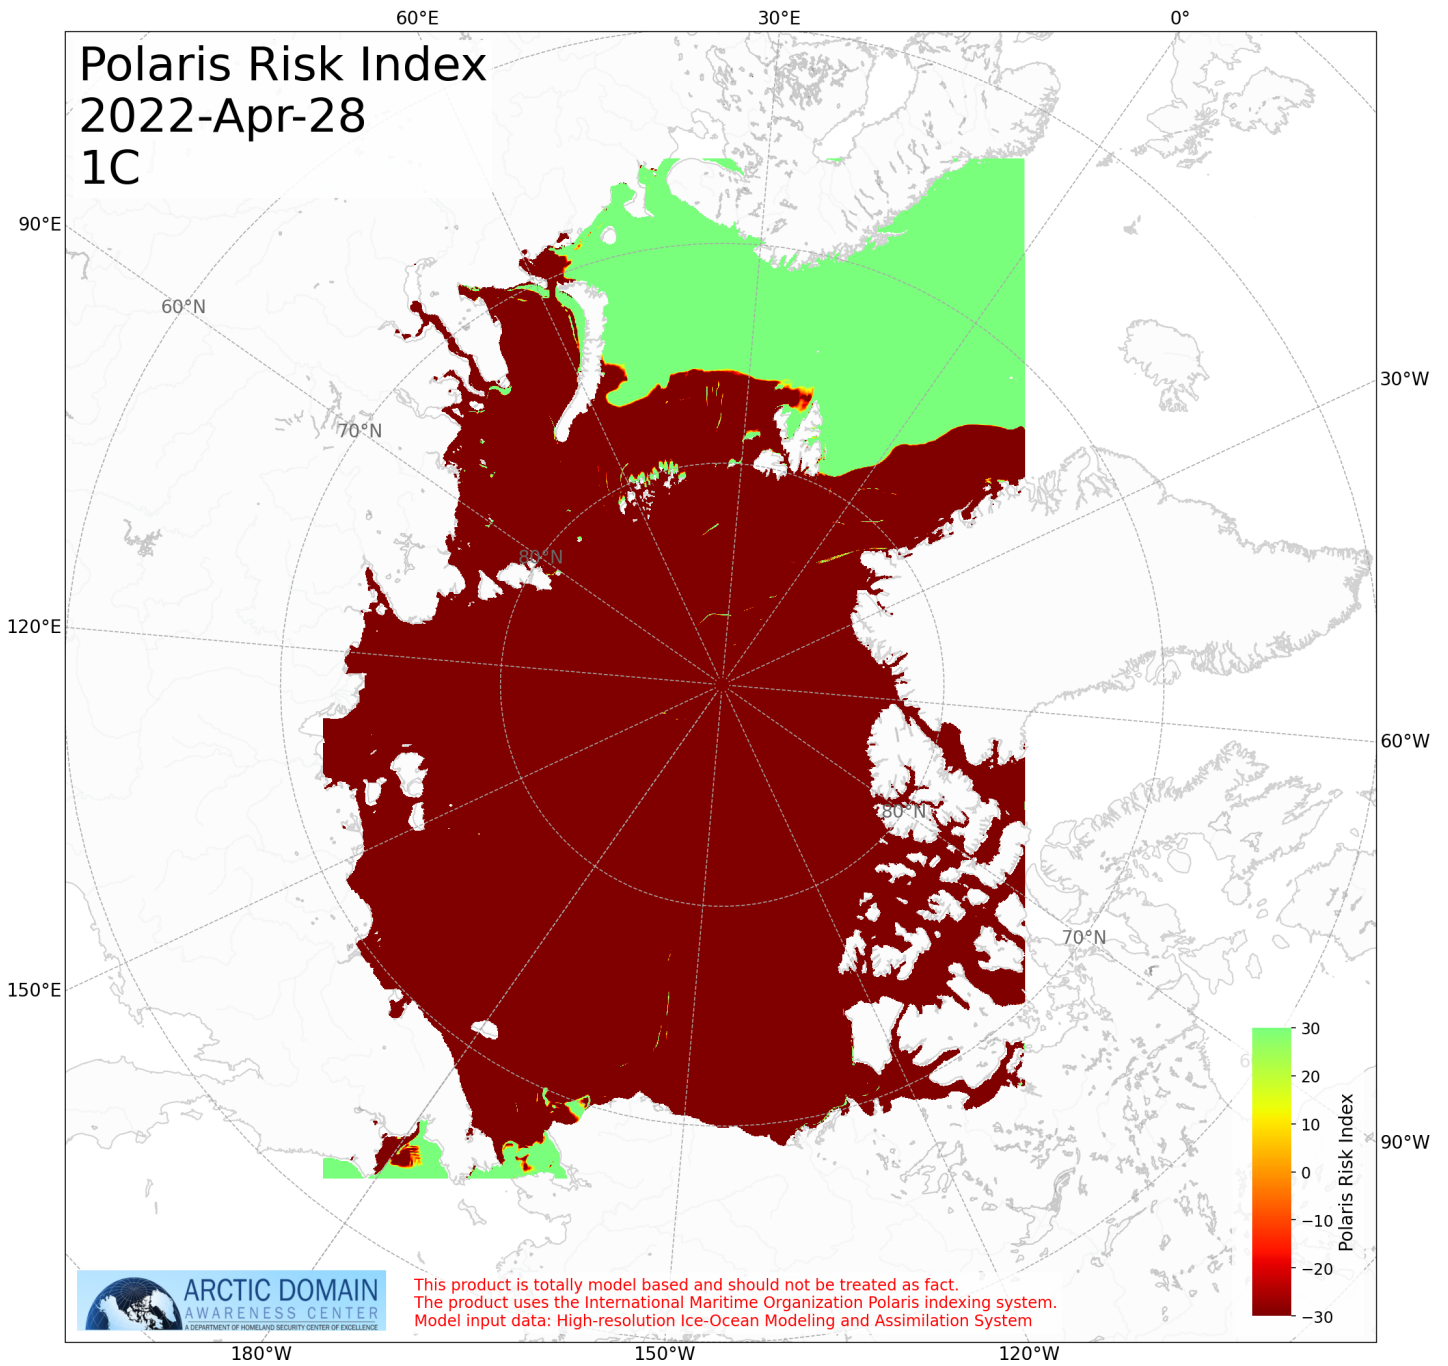 60°E
30°E
0°
Polaris Risk Index
2022-Apr-28
1C
90°E
60°N
30°W
70°N
80°N
120°E
60°W
80°N
70°N
150°E
30
20
10
0
−10
−20
−30
Polaris Risk Index
90°W
ARCTIC DOMAIN
AWARENESS CENTER
A DEPARTMENT OF HOMELAND SECURITY CENTER OF EXCELLENCE
This product is totally model based and should not be treated as fact.
The product uses the International Maritime Organization Polaris indexing system.
Model input data: High-resolution Ice-Ocean Modeling and Assimilation System
180°W
150°W
120°W